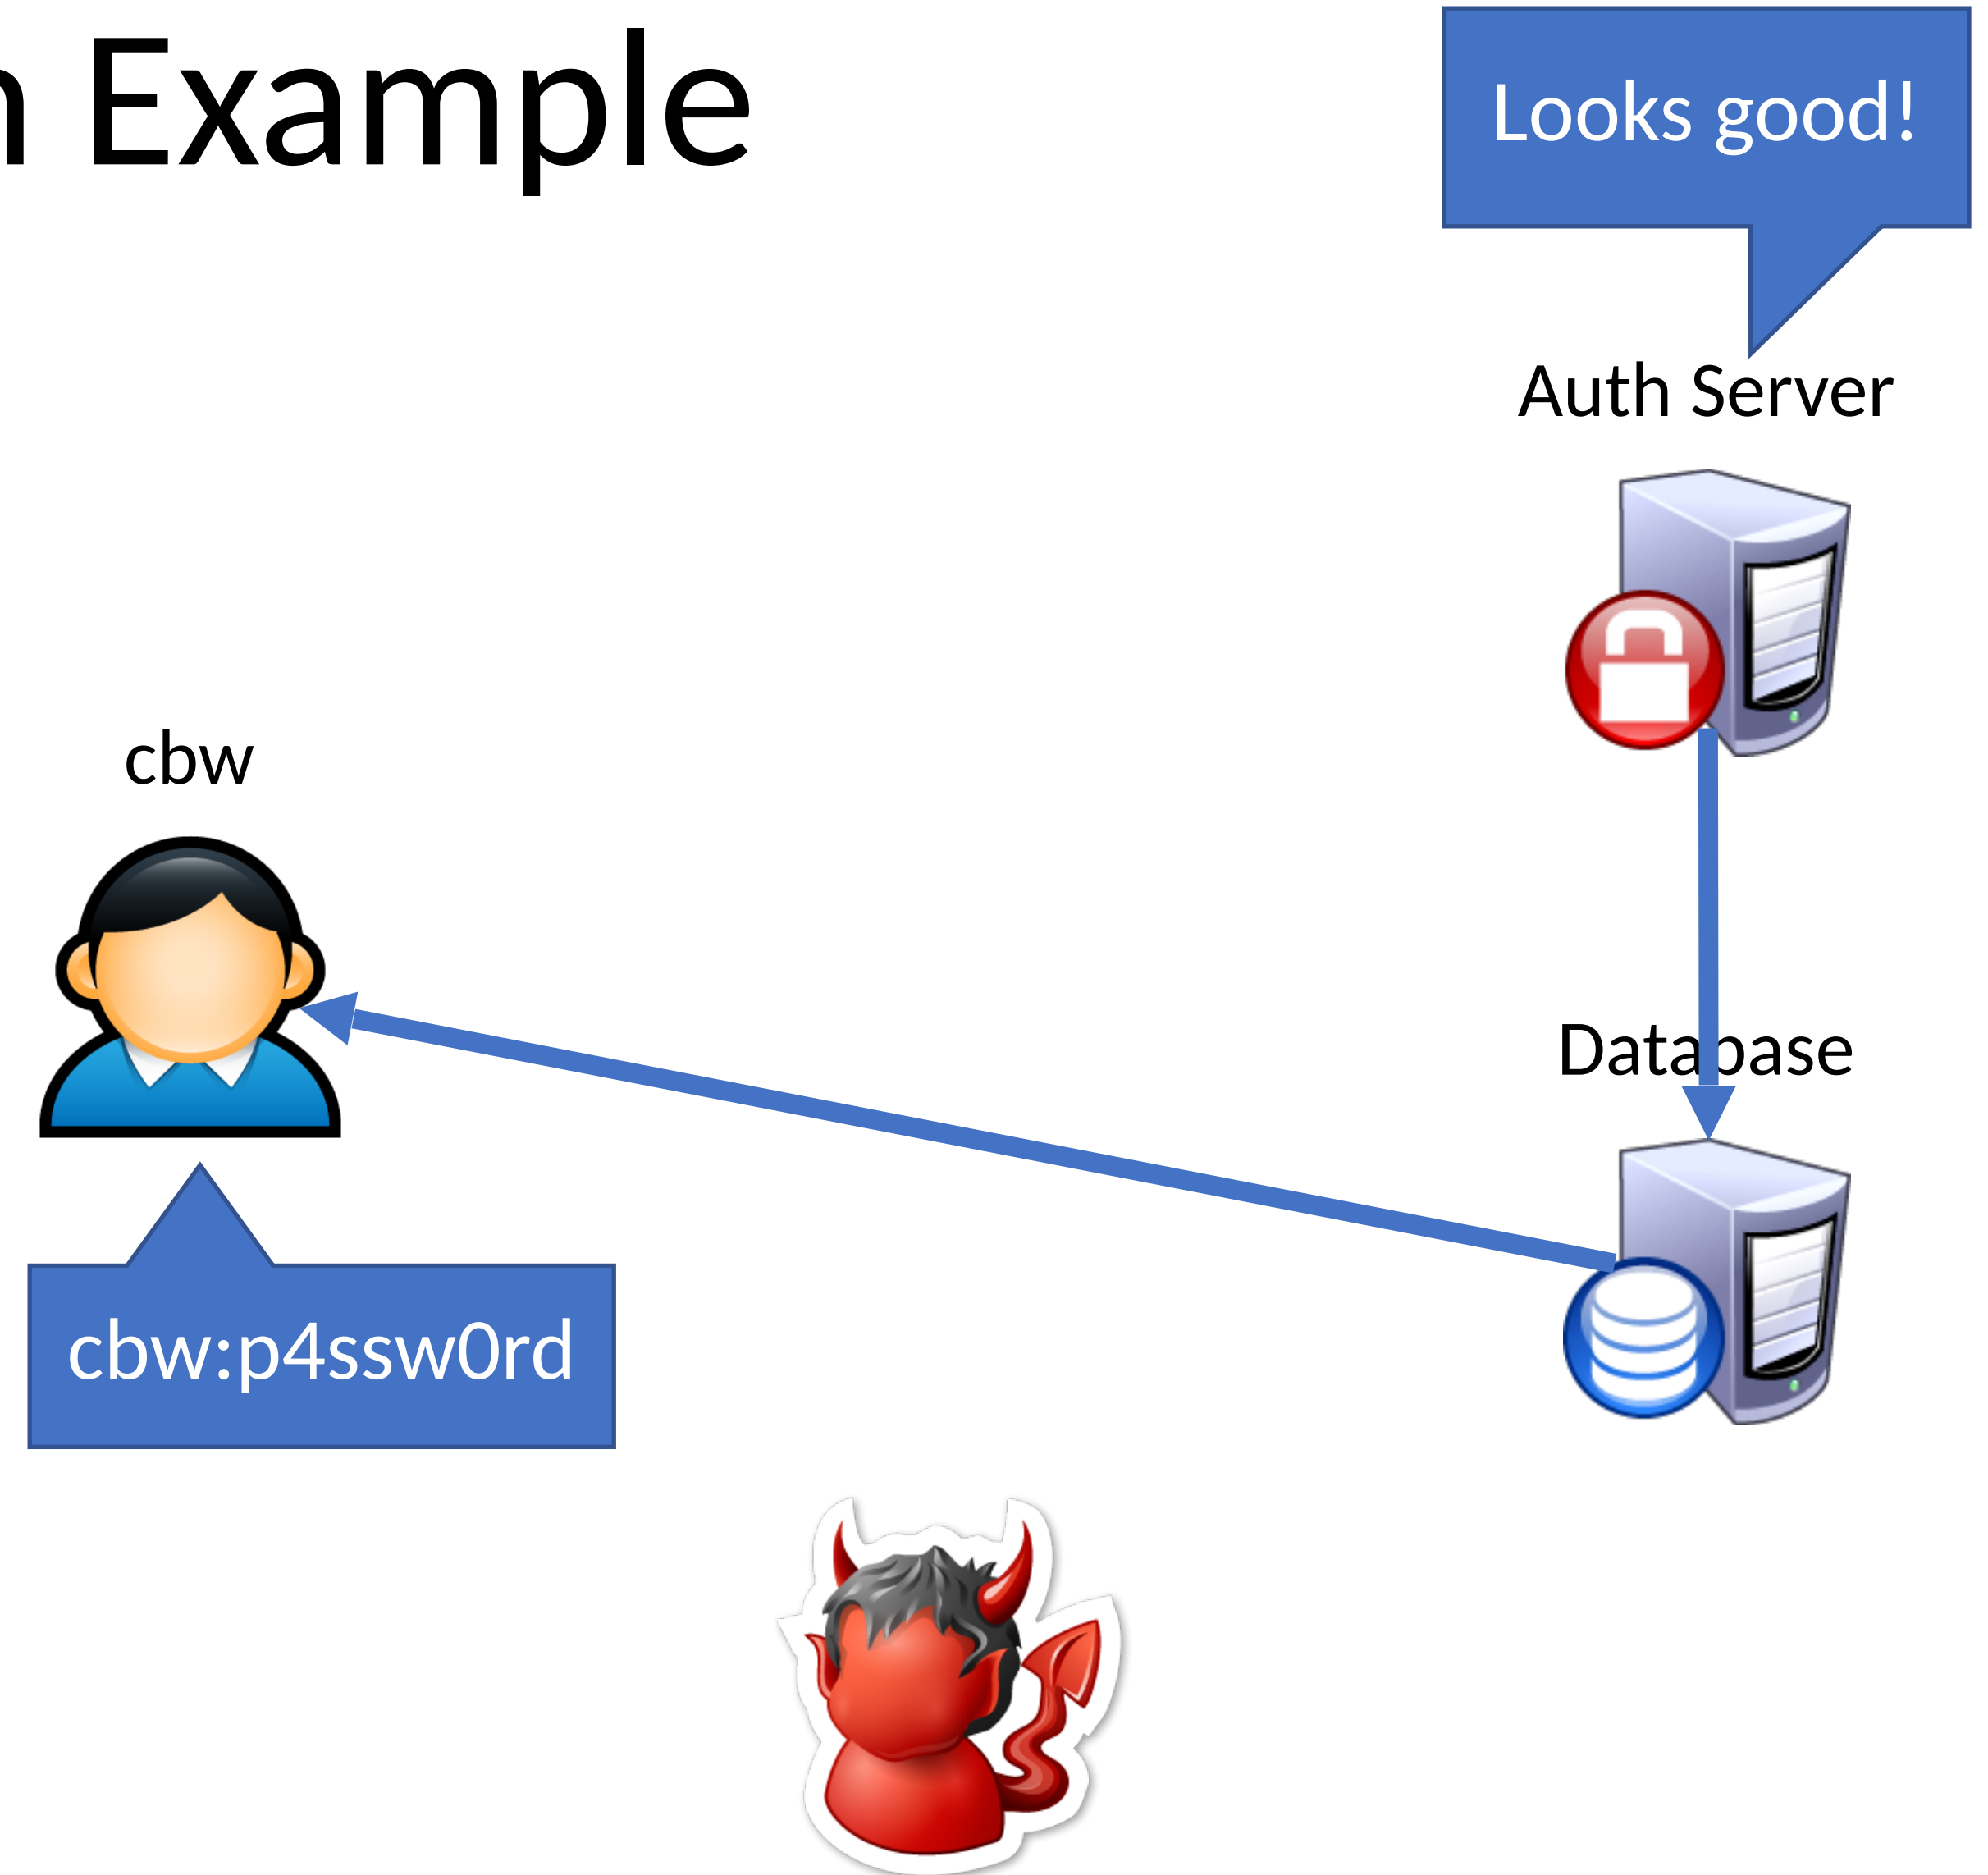 n Example
Looks good!
Auth Server
cbw
Database
cbw:p4ssw0rd